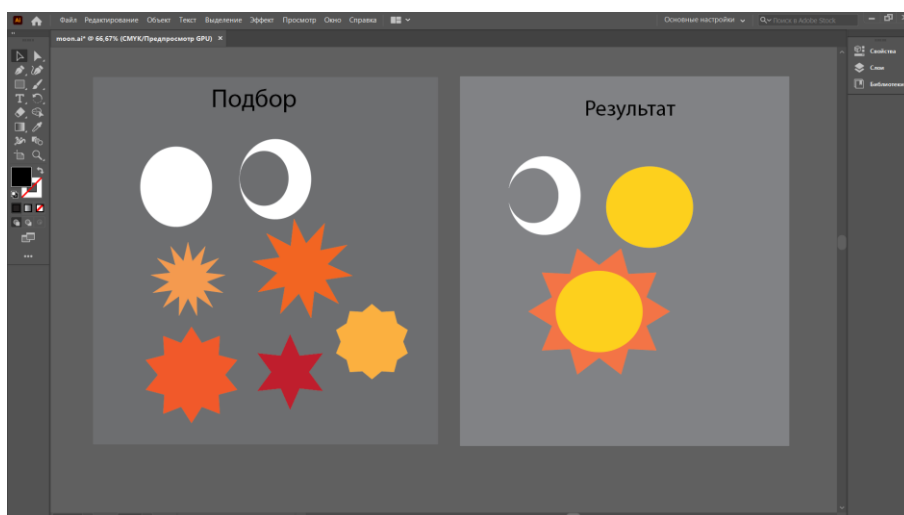 Ai Файл Редактирование Объект Текст Выделение Эффект Просмотр Окно Справка Основные настройки Поиск в Adobe Stock
moon.ai* @ 66,67% (CMYK/Предпросмотр GPU) ×
Свойства
Слои
Библиотеки
Подбор
Результат